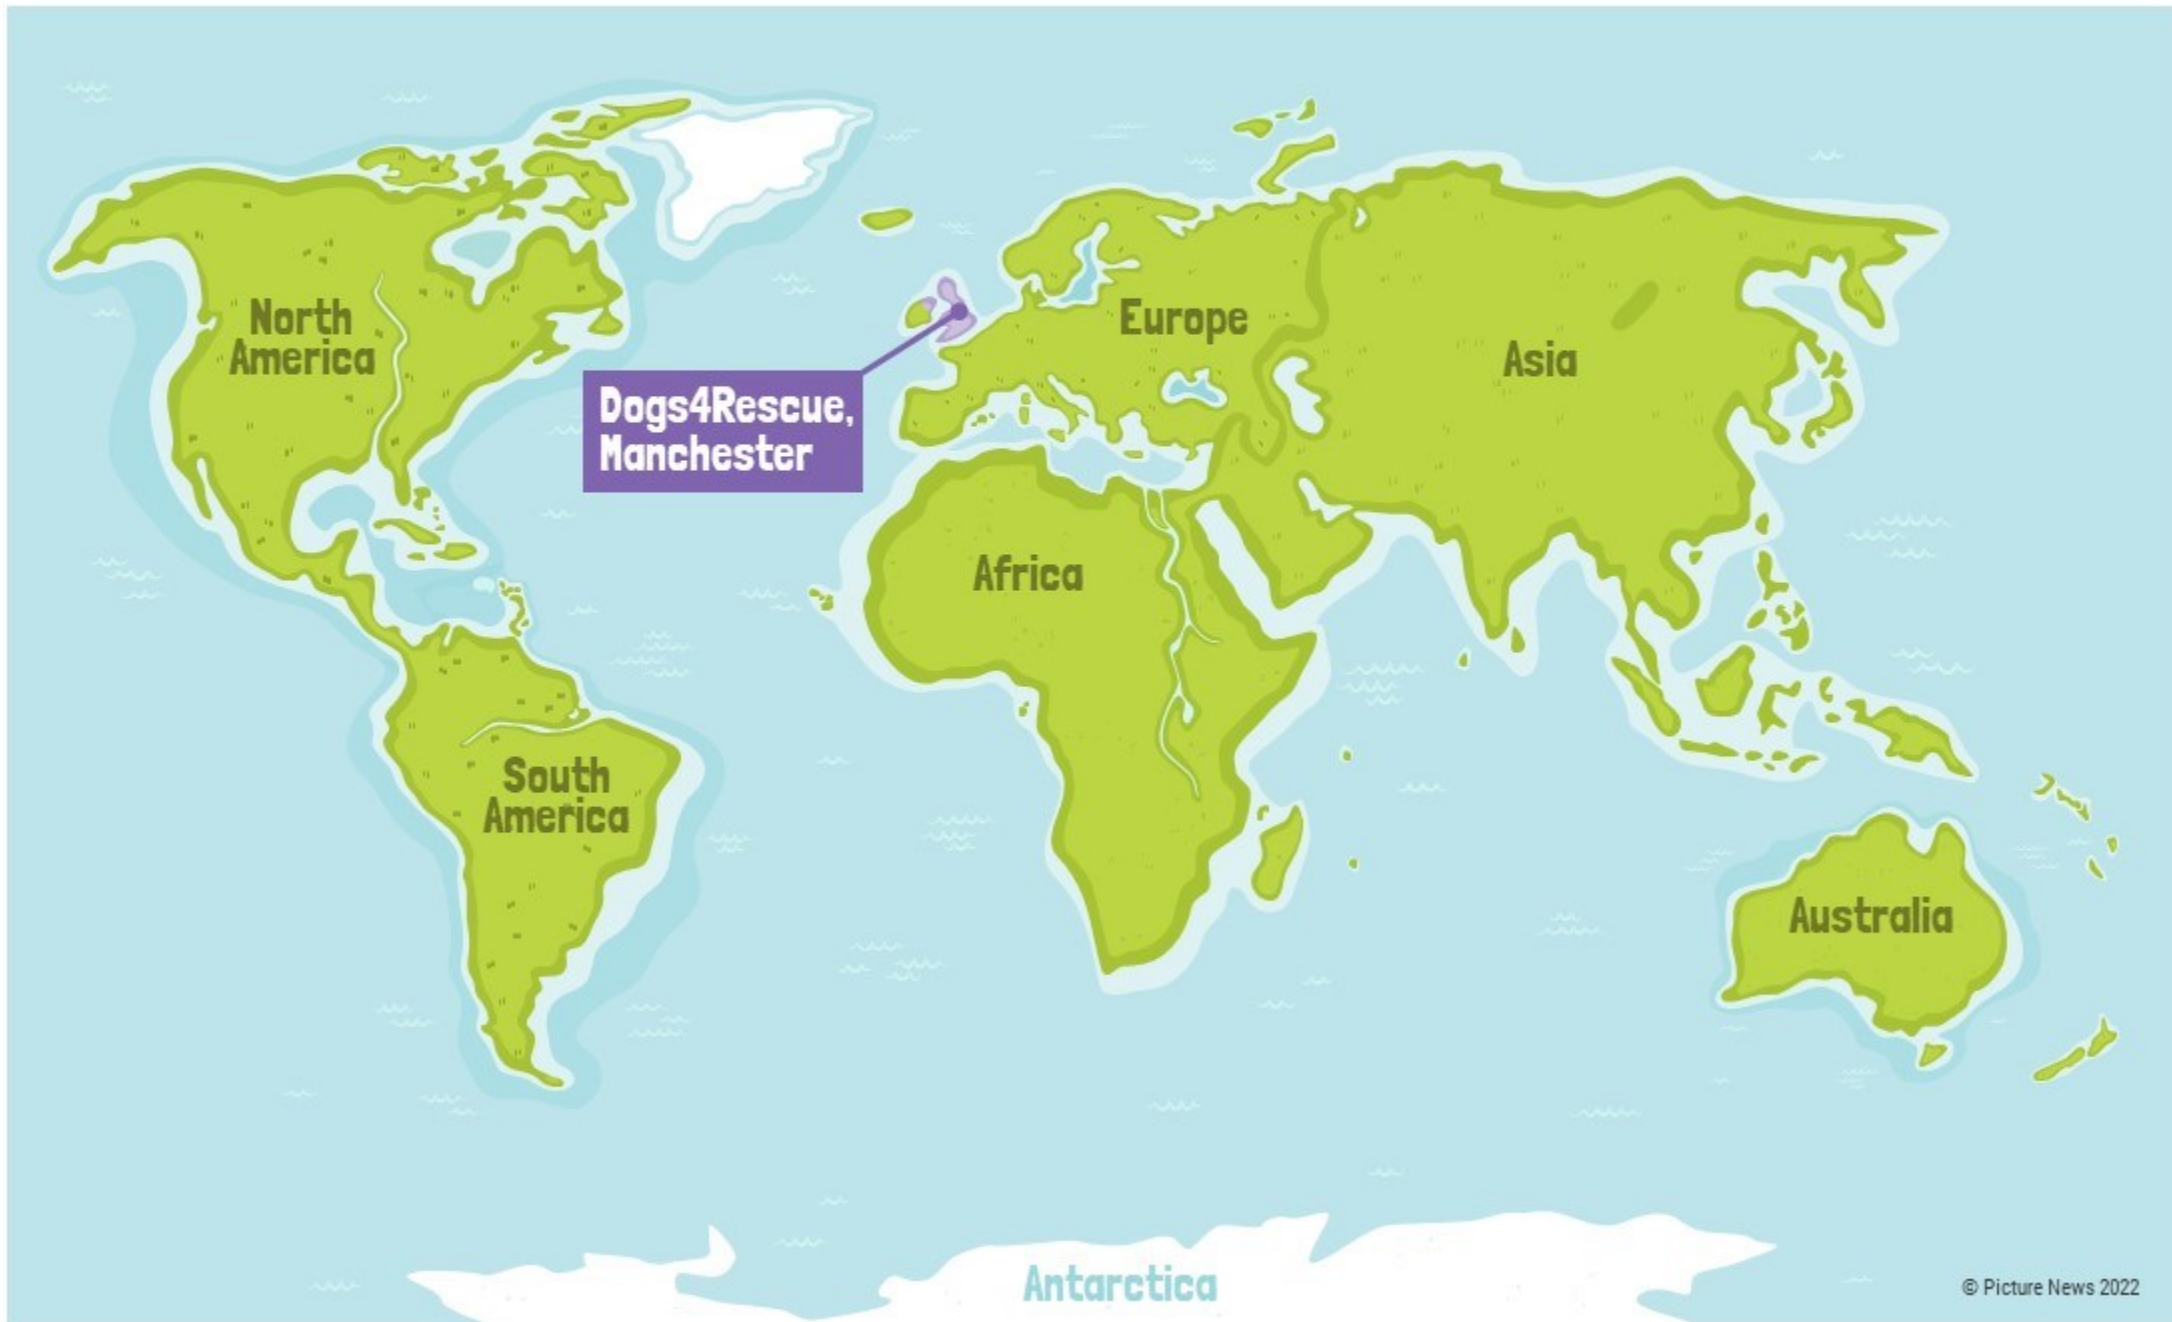 North
America
Europe
Asia
Dogs4Rescue,
Manchester
Africa
South
America
Australia
Antarctica
© Picture News 2022